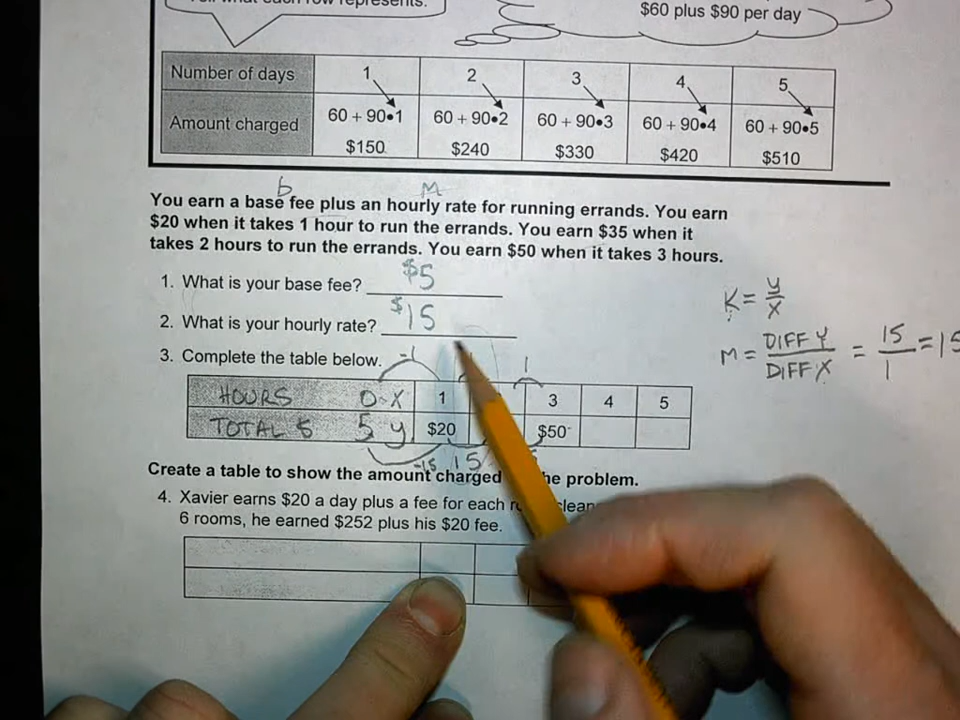 $60 plus $90 per day
Number of days 1 2 3 4 5
Amount charged 60 + 90•1 60 + 90•2 60 + 90•3 60 + 90•4 60 + 90•5
$150 $240 $330 $420 $510
b M
You earn a base fee plus an hourly rate for running errands. You earn
$20 when it takes 1 hour to run the errands. You earn $35 when it
takes 2 hours to run the errands. You earn $50 when it takes 3 hours.
1. What is your base fee? $5
2. What is your hourly rate? $15
K = y/x
M = DIFF Y/DIFF X = 15/1 = 15
3. Complete the table below.
-1 1
HOURS 0 X 1 3 4 5
TOTAL $ 5 y $20 $50
-15 15
Create a table to show the amount charged problem.
4. Xavier earns $20 a day plus a fee for each
6 rooms, he earned $252 plus his $20 fee.